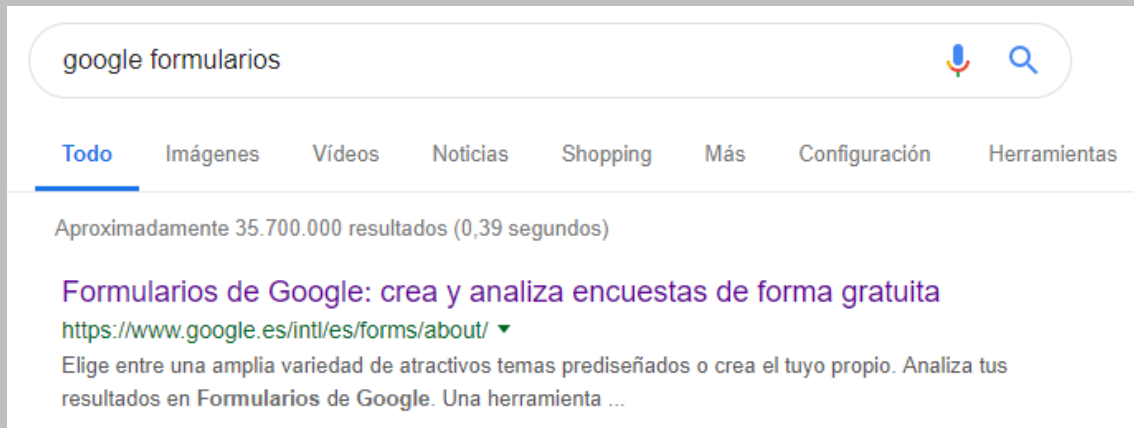 google formularios
Todo Imágenes Vídeos Noticias Shopping Más Configuración Herramientas
Aproximadamente 35.700.000 resultados (0,39 segundos)
Formularios de Google: crea y analiza encuestas de forma gratuita
https://www.google.es/intl/es/forms/about/
Elige entre una amplia variedad de atractivos temas prediseñados o crea el tuyo propio. Analiza tus
resultados en Formularios de Google. Una herramienta ...